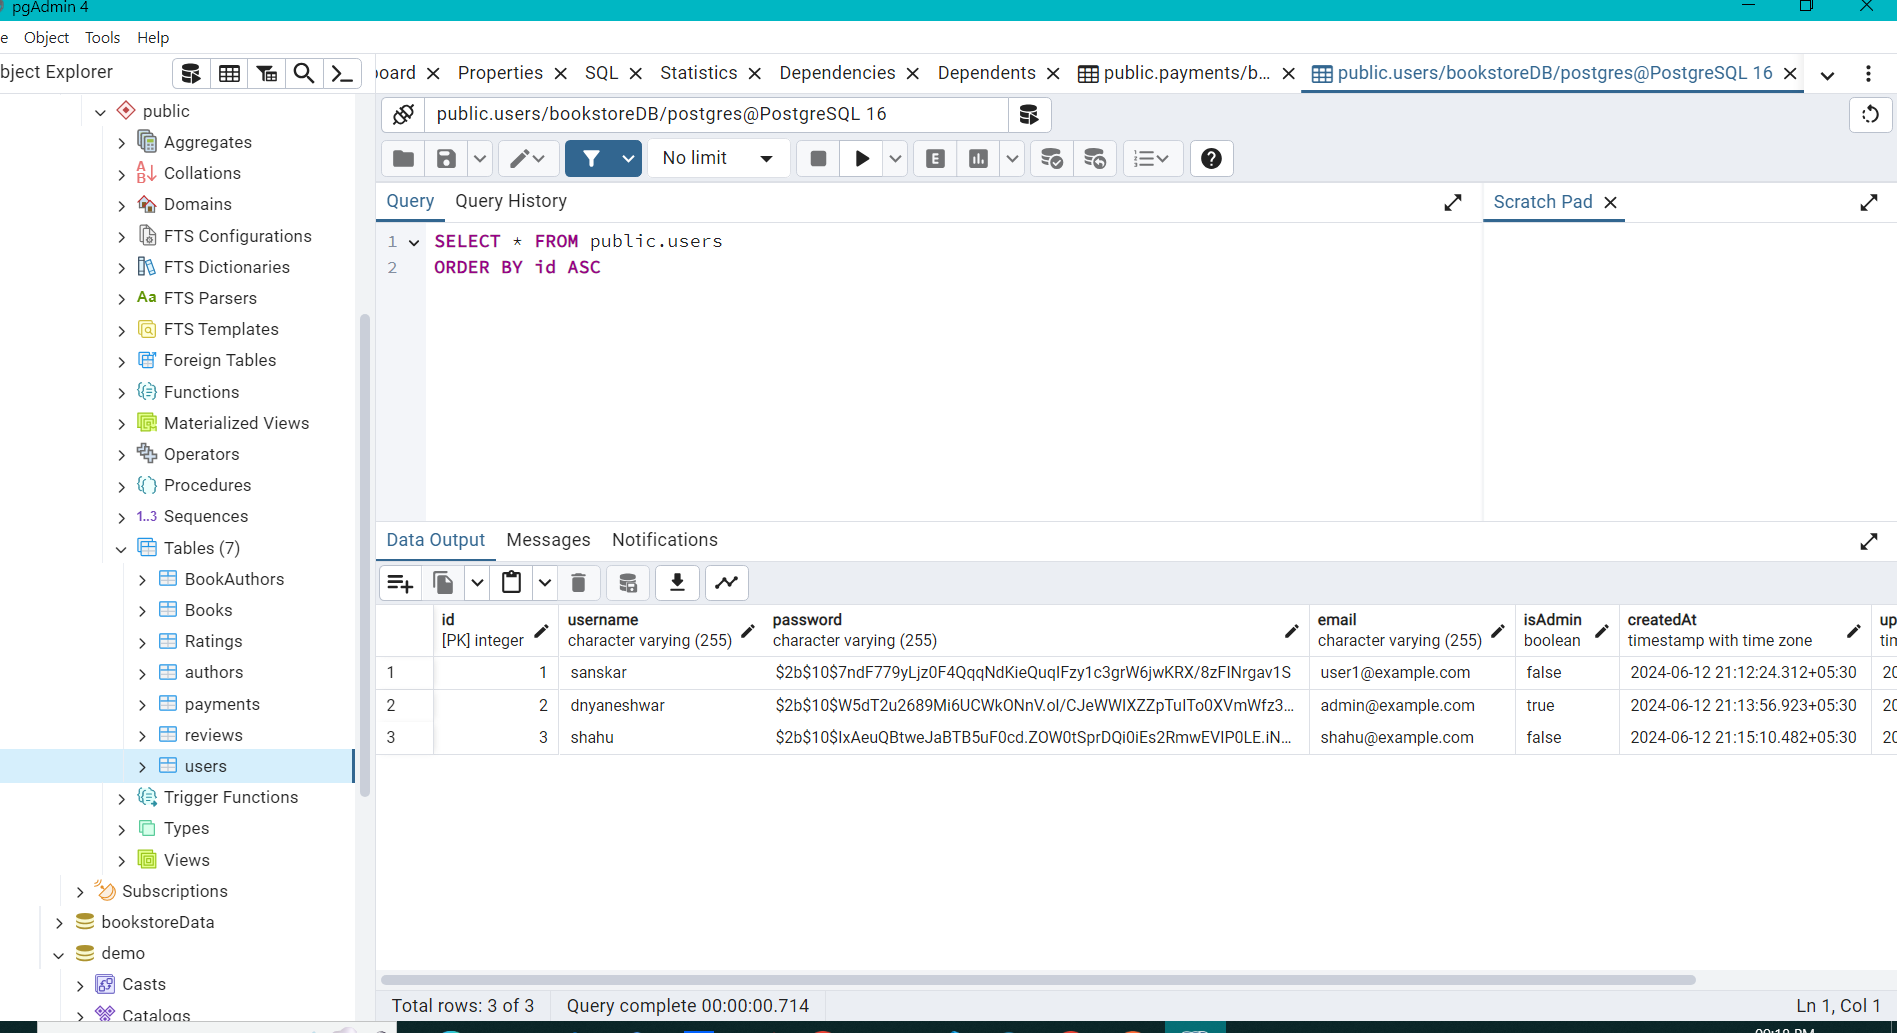 pgAdmin 4
e Object Tools Help
bject Explorer
public
Aggregates
Collations
Domains
FTS Configurations
FTS Dictionaries
Aa FTS Parsers
FTS Templates
Foreign Tables
Functions
Materialized Views
Operators
Procedures
1..3 Sequences
Tables (7)
BookAuthors
Books
Ratings
authors
payments
reviews
users
Trigger Functions
Types
Views
Subscriptions
bookstoreData
demo
Casts
Catalogs
oard Properties SQL Statistics Dependencies Dependents public.payments/b... public.users/bookstoreDB/postgres@PostgreSQL 16
public.users/bookstoreDB/postgres@PostgreSQL 16
No limit E
Query Query History
1 SELECT * FROM public.users
2 ORDER BY id ASC
Scratch Pad
Data Output Messages Notifications
id username password email isAdmin createdAt up
[PK] integer character varying (255) character varying (255) character varying (255) boolean timestamp with time zone tim
1 1 sanskar $2b$10$7ndF779yLjz0F4QqqNdKieQuqIFzy1c3grW6jwKRX/8zFINrgav1S user1@example.com false 2024-06-12 21:12:24.312+05:30 20
2 2 dnyaneshwar $2b$10$W5dT2u2689Mi6UCWkONnV.ol/CJeWWIXZZpTuITo0XVmWfz3... admin@example.com true 2024-06-12 21:13:56.923+05:30 20
3 3 shahu $2b$10$IxAeuQBtweJaBTB5uF0cd.ZOW0tSprDQi0iEs2RmwEVIP0LE.iN... shahu@example.com false 2024-06-12 21:15:10.482+05:30 20
Total rows: 3 of 3 Query complete 00:00:00.714 Ln 1, Col 1